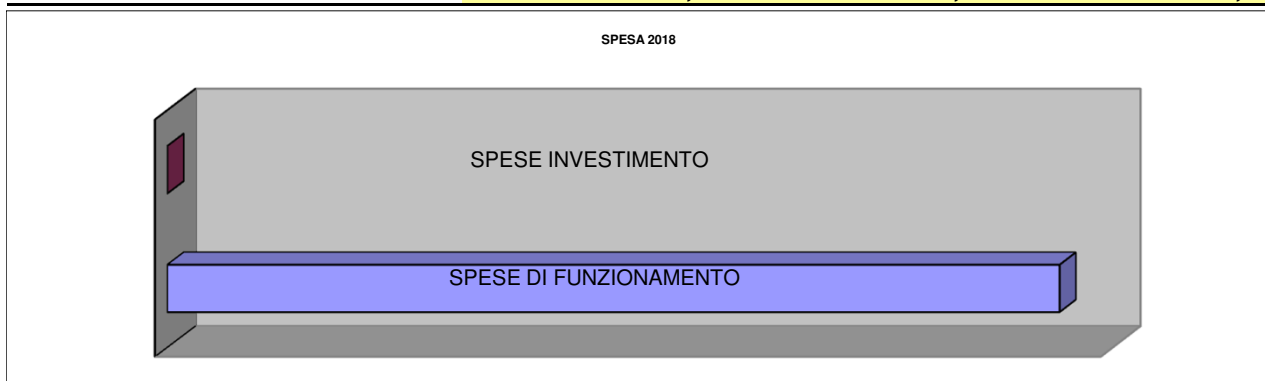 SPESA 2018
SPESE INVESTIMENTO
SPESE DI FUNZIONAMENTO